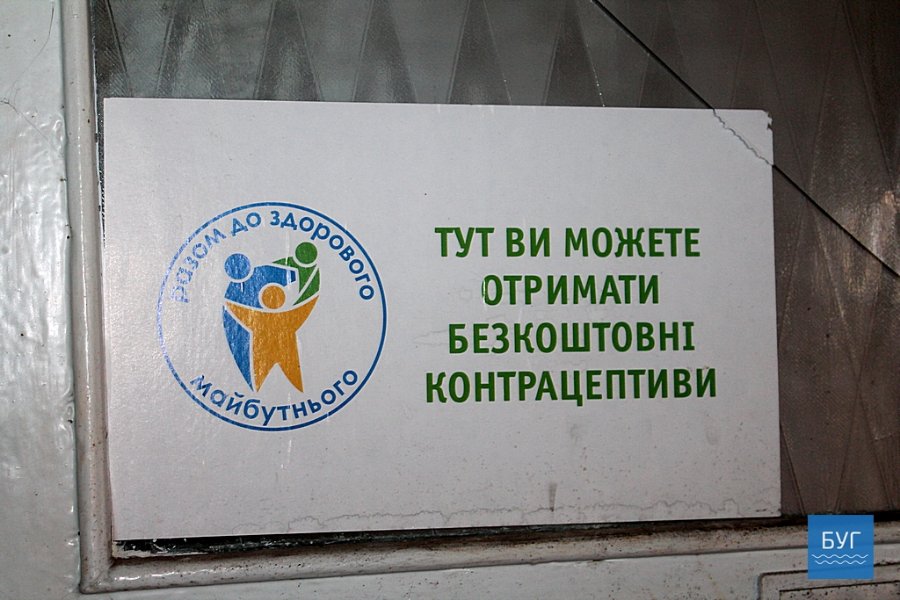 разом до здорового
майбутнього
ТУТ ВИ МОЖЕТЕ
ОТРИМАТИ
БЕЗКОШТОВНІ
КОНТРАЦЕПТИВИ
БУГ